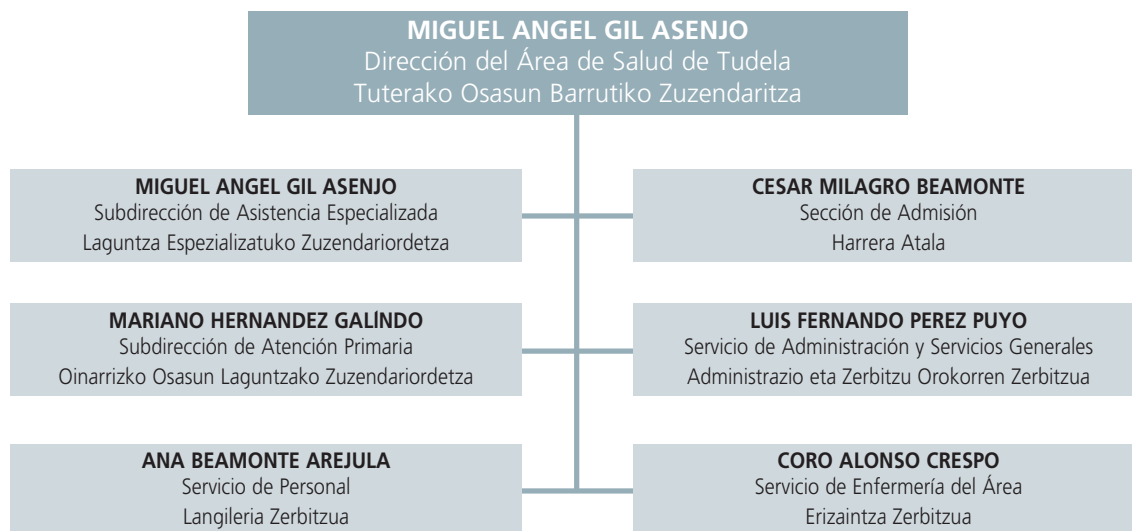 MIGUEL ANGEL GIL ASENJO
Dirección del Área de Salud de Tudela
Tuterako Osasun Barrutiko Zuzendaritza
MIGUEL ANGEL GIL ASENJO
Subdirección de Asistencia Especializada
Laguntza Espezializatuko Zuzendariordetza
CESAR MILAGRO BEAMONTE
Sección de Admisión
Harrera Atala
MARIANO HERNANDEZ GALÍNDO
Subdirección de Atención Primaria
Oinarrizko Osasun Laguntzako Zuzendariordetza
LUIS FERNANDO PEREZ PUYO
Servicio de Administración y Servicios Generales
Administrazio eta Zerbitzu Orokorren Zerbitzua
ANA BEAMONTE AREJULA
Servicio de Personal
Langileria Zerbitzua
CORO ALONSO CRESPO
Servicio de Enfermería del Área
Erizaintza Zerbitzua